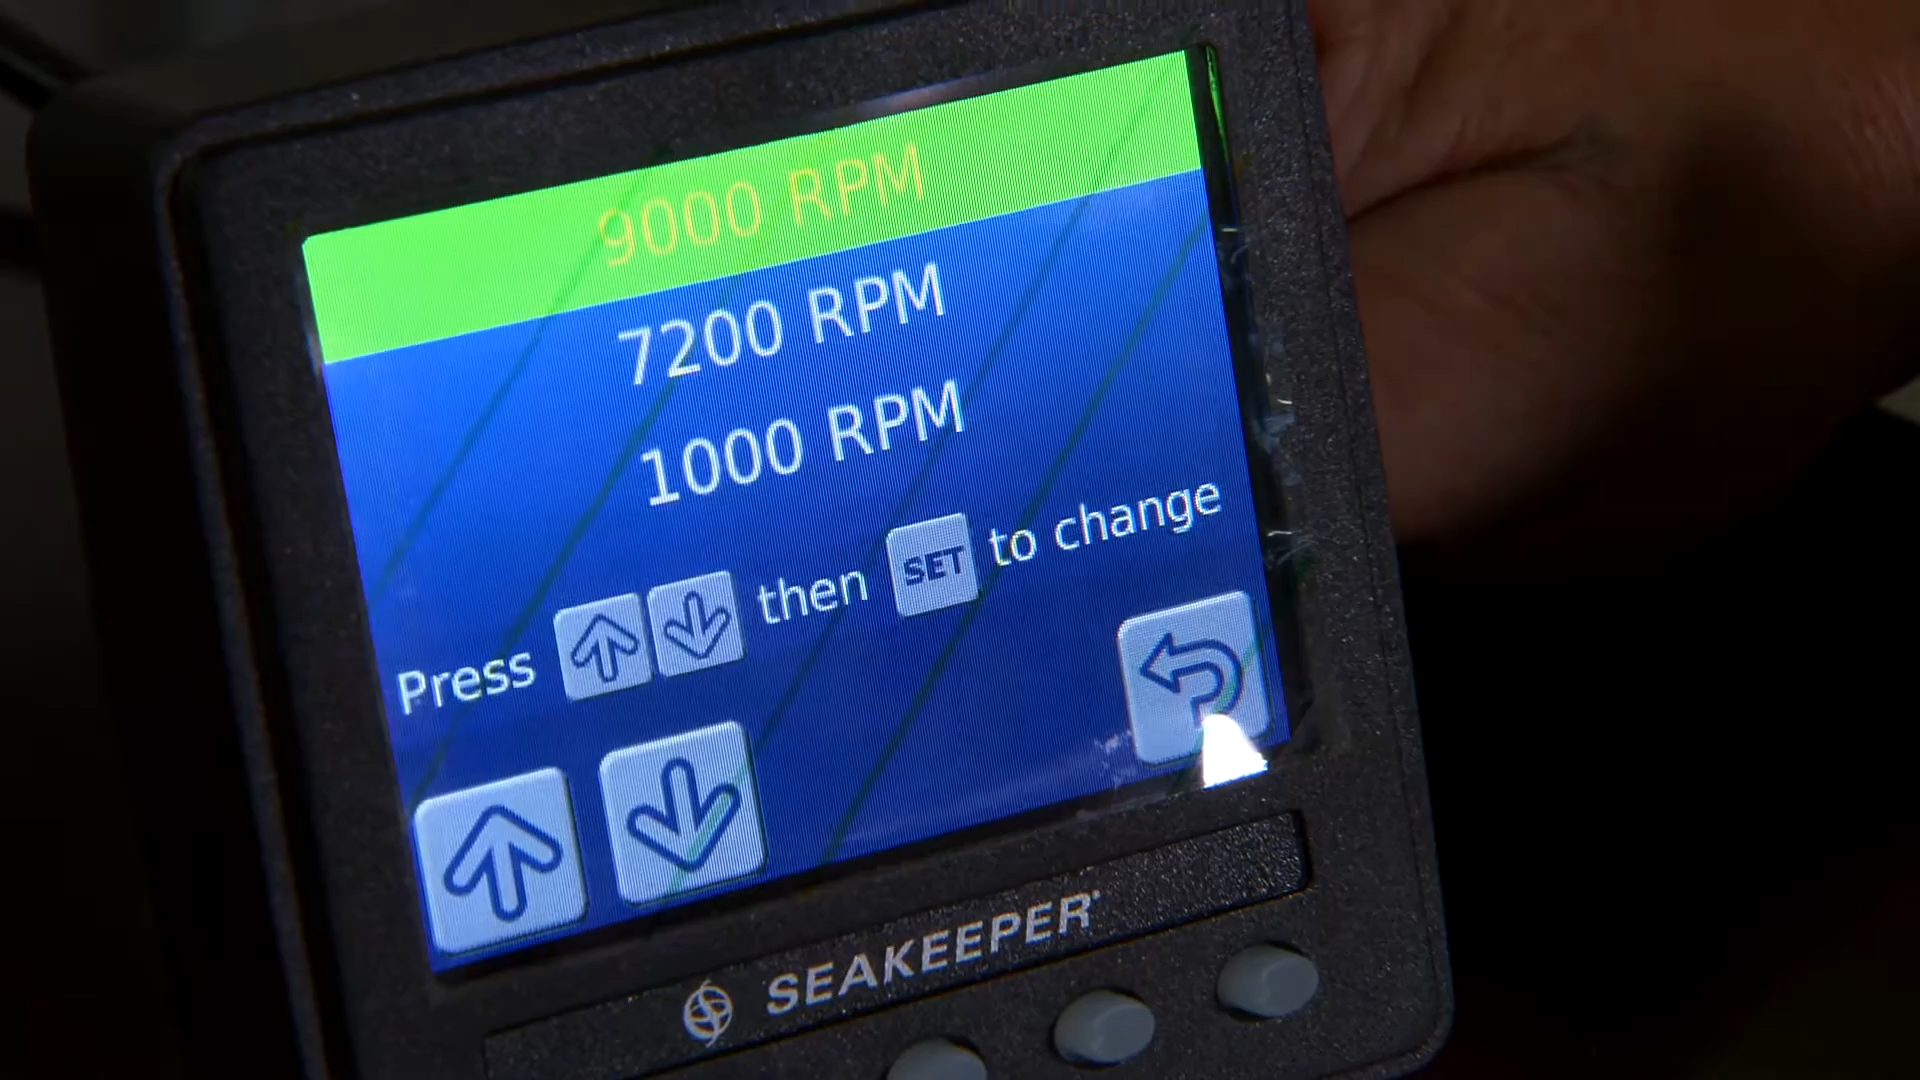 9000 RPM
7200 RPM
1000 RPM
Press then SET to change
SEAKEEPER